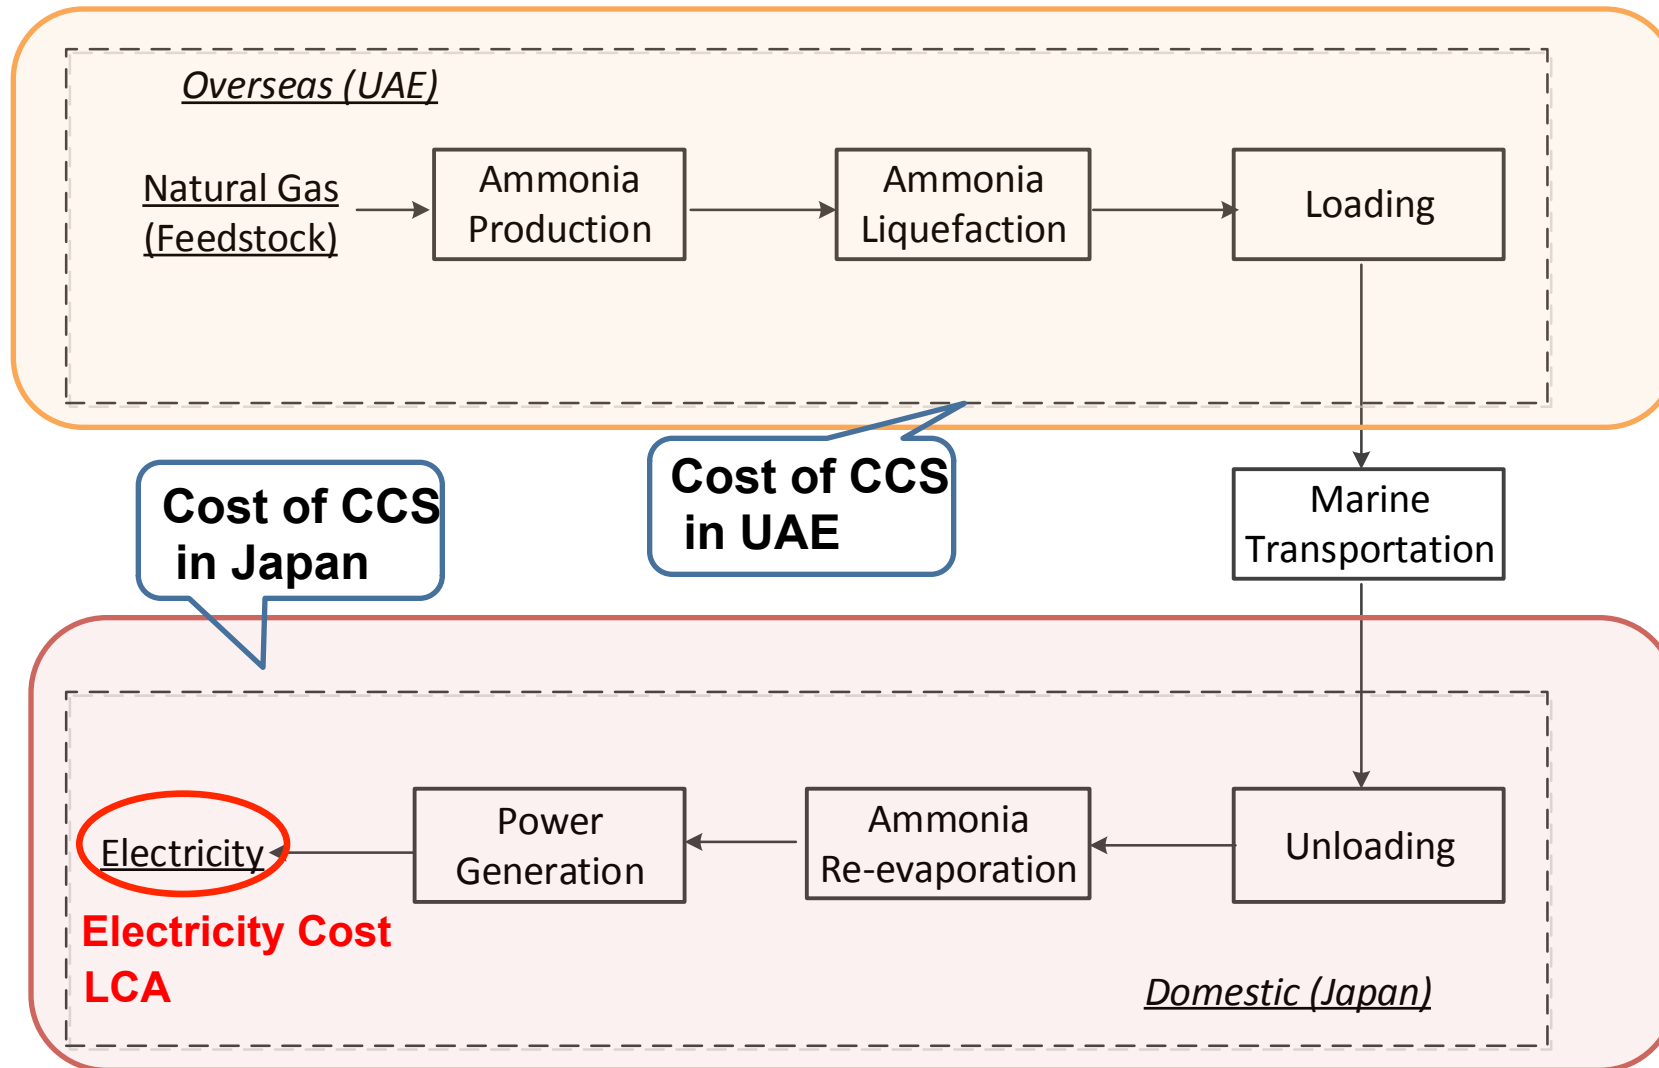 Overseas (UAE)
Natural Gas
(Feedstock)
Ammonia
Production
Ammonia
Liquefaction
Loading
Cost of CCS
in Japan
Cost of CCS
in UAE
Marine
Transportation
Electricity
Power
Generation
Ammonia
Re-evaporation
Unloading
Electricity Cost
LCA
Domestic (Japan)